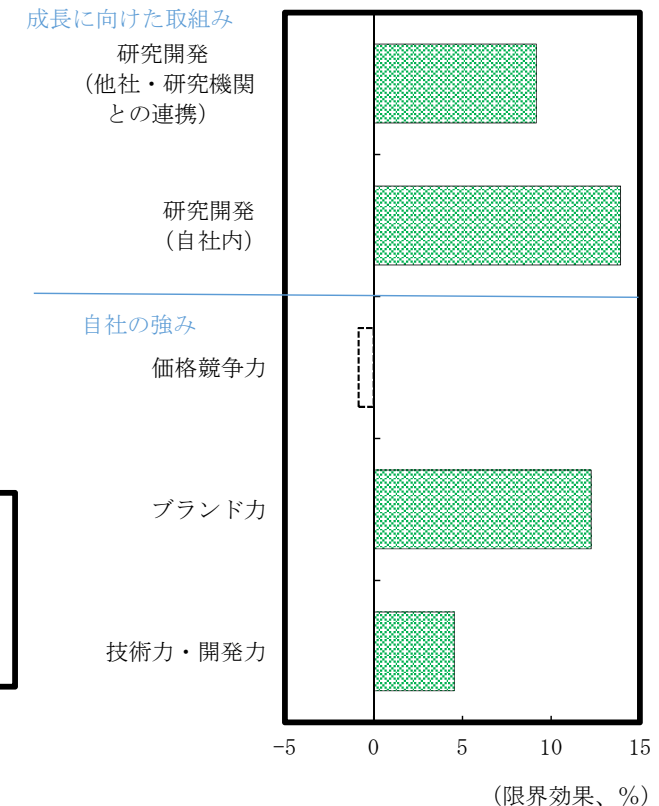 成長に向けた取組み
研究開発
（他社・研究機関
との連携）
研究開発
（自社内）
自社の強み
価格競争力
ブランド力
技術力・開発力
-5 0 5 10 15
（限界効果、％）